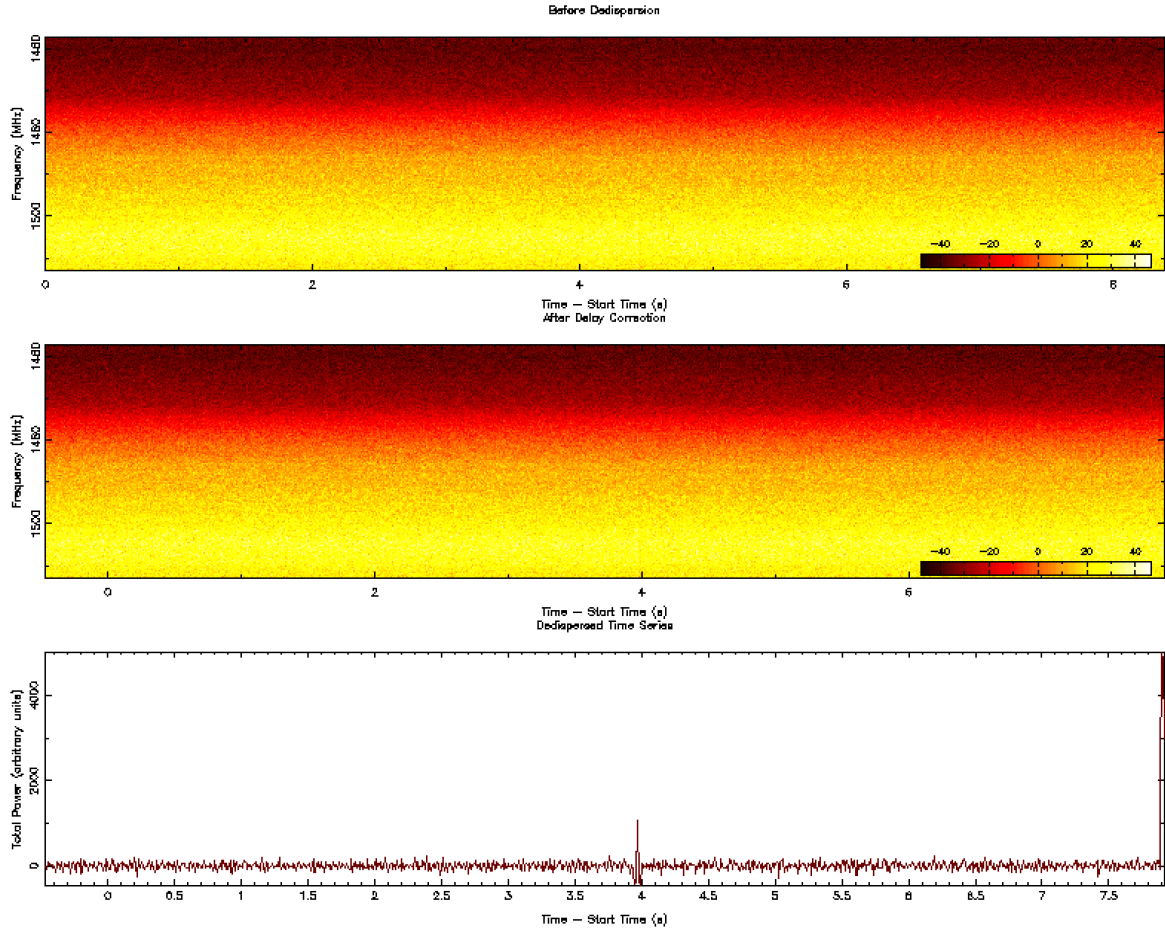 Before Dedispersion
Frequency (MHz)
1460
1480
1500
−40 −20 0 20 40
0 2 4 6 8
Time − Start Time (s)
After Delay Correction
Frequency (MHz)
1460
1480
1500
−40 −20 0 20 40
0 2 4 6
Time − Start Time (s)
Dedispersed Time Series
Total Power (arbitrary units)
4000
2000
0
0 0.5 1 1.5 2 2.5 3 3.5 4 4.5 5 5.5 6 6.5 7 7.5
Time − Start Time (s)